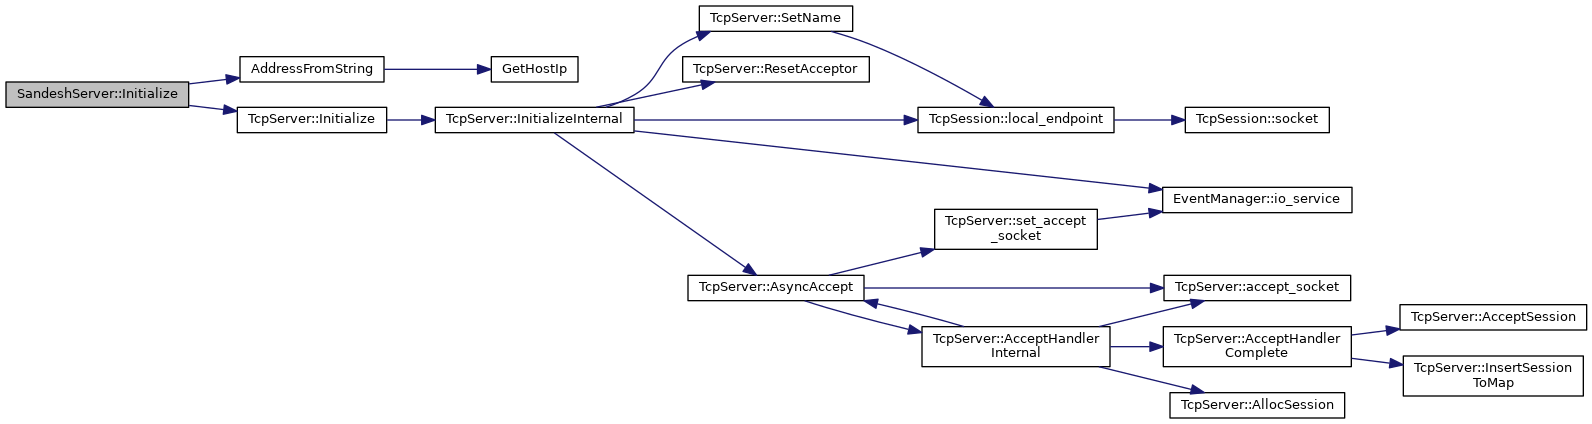 TcpServer::SetName
AddressFromString
GetHostIp
TcpServer::ResetAcceptor
SandeshServer::Initialize
TcpServer::Initialize
TcpServer::InitializeInternal
TcpSession::local_endpoint
TcpSession::socket
EventManager::io_service
TcpServer::set_accept
_socket
TcpServer::AsyncAccept
TcpServer::accept_socket
TcpServer::AcceptHandler
Internal
TcpServer::AcceptHandler
Complete
TcpServer::AcceptSession
TcpServer::InsertSession
ToMap
TcpServer::AllocSession